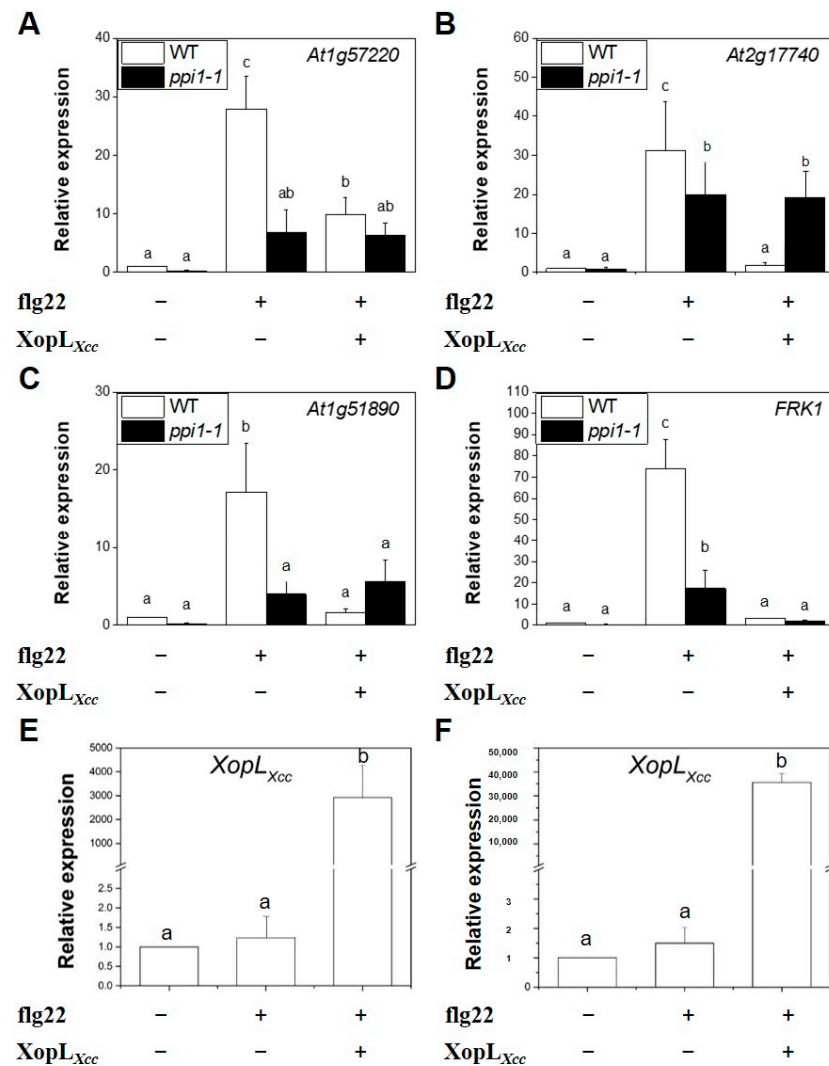 A
B
40
30
20
10
0
Relative expression
WT
ppi1-1
At1g57220
a
a
c
ab
b
ab
60
50
40
30
20
10
0
Relative expression
WT
ppi1-1
At2g17740
a
a
c
b
a
b
flg22 − + + − + +
XopLXcc − − + − − +
C
D
30
20
10
0
Relative expression
WT
ppi1-1
At1g51890
a
a
b
a
a
a
110
100
90
80
70
60
50
40
30
20
10
0
Relative expression
WT
ppi1-1
FRK1
a
a
c
b
a
a
flg22 − + + − + +
XopLXcc − − + − − +
E
F
5000
4000
3000
2000
1000
2.5
2.0
1.5
1.0
0.5
0.0
Relative expression
XopLXcc
a
a
b
50,000
40,000
30,000
20,000
10,000
3
2
1
0
Relative expression
XopLXcc
a
a
b
flg22 − + + − + +
XopLXcc − − + − − +